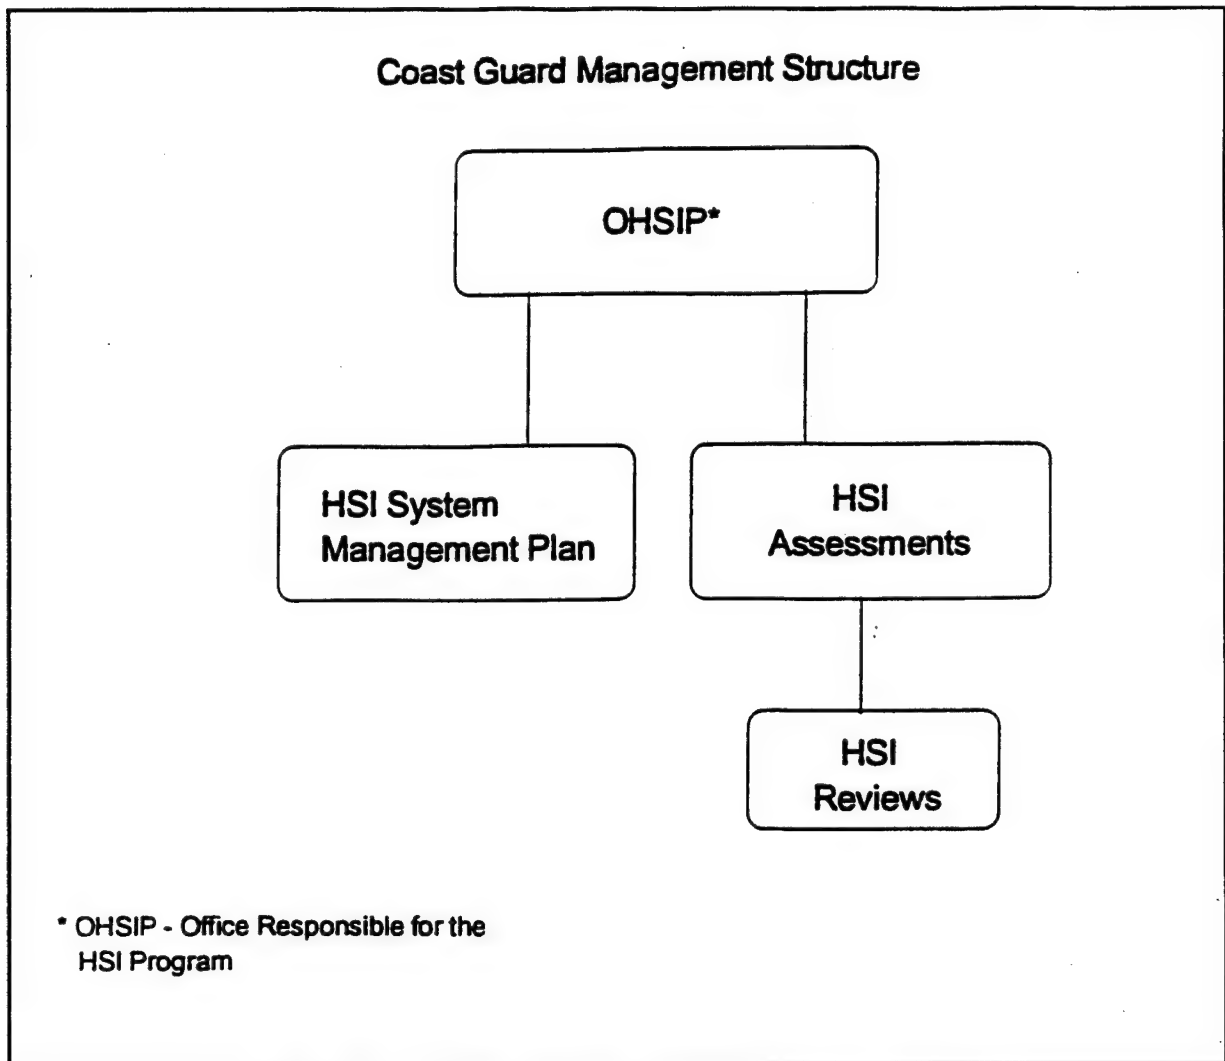 Coast Guard Management Structure
OHSIP*
HSI System
Management Plan
HSI
Assessments
HSI
Reviews
* OHSIP - Office Responsible for the
HSI Program